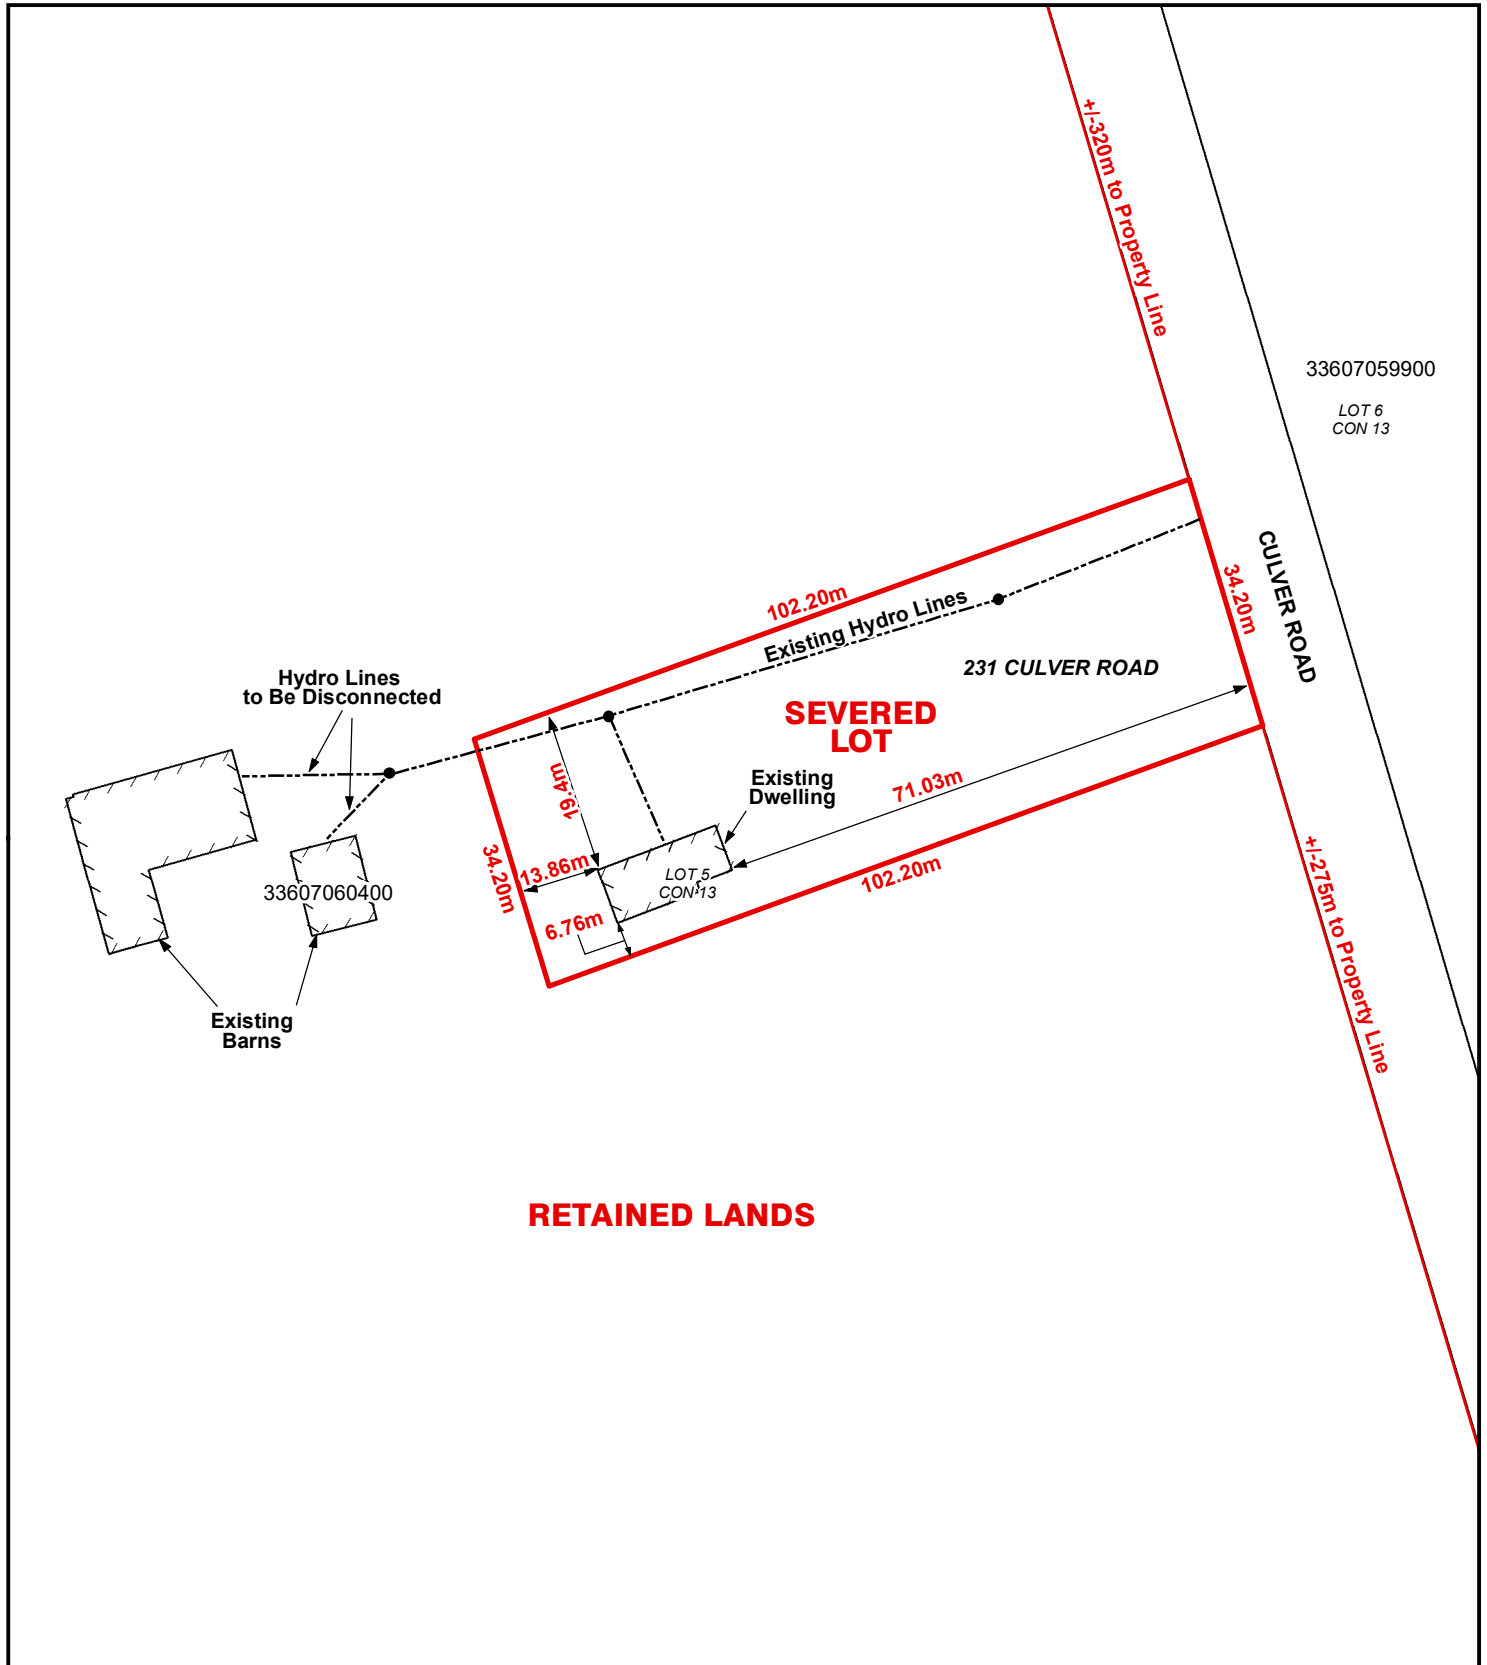 +/-320m to Property Line
33607059900
LOT 6
CON 13
CULVER ROAD
34.20m
102.20m
Existing Hydro Lines
231 CULVER ROAD
Hydro Lines
to Be Disconnected
SEVERED
LOT
19.4m
Existing
Dwelling
71.03m
34.20m
13.86m
LOT 5
CON 13
102.20m
33607060400
6.76m
+/-275m to Property Line
Existing
Barns
RETAINED LANDS